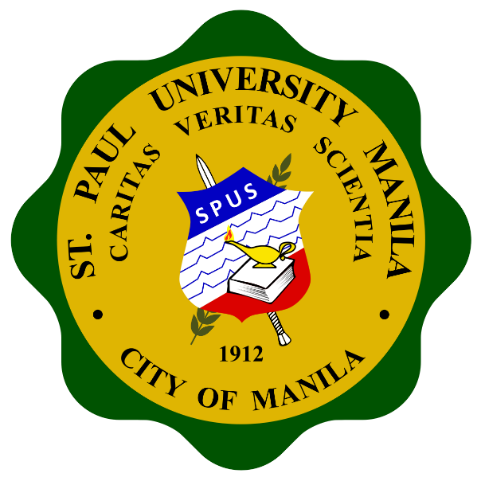 ST. PAUL UNIVERSITY MANILA
CARITAS VERITAS SCIENTIA
SPUS
1912
CITY OF MANILA